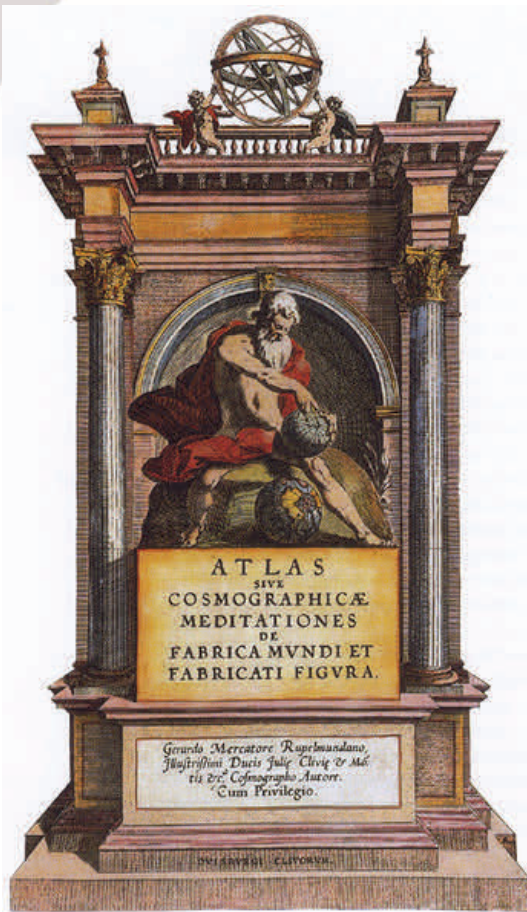 ATLAS
SIVE
COSMOGRAPHICÆ
MEDITATIONES
DE
FABRICA MVNDI ET
FABRICATI FIGVRA.
Gerardo Mercatore Rupelmundano,
Illustrißimi Ducis Julię Clivię & Mõ:
tis &c.ª Cosmographo Autore.
Cum Privilegio.
DVISBVRGI CLIVORVM.